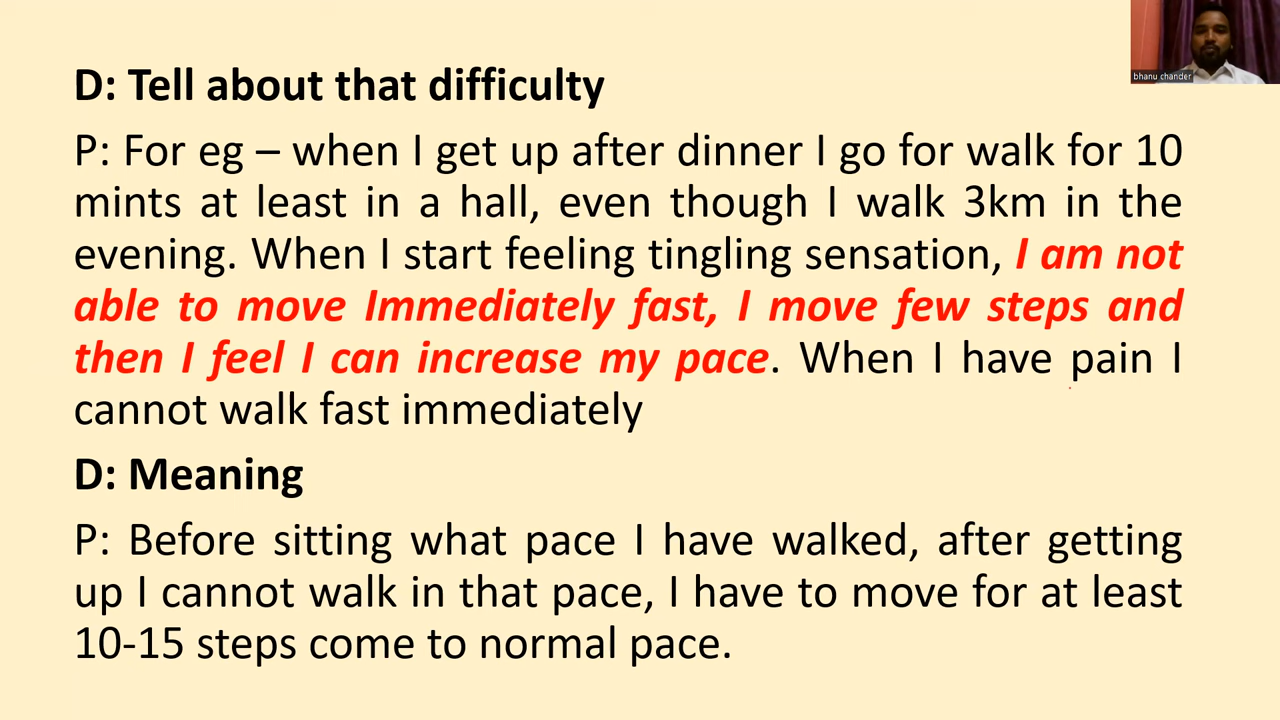 bhanu chander
D: Tell about that difficulty
P: For eg – when I get up after dinner I go for walk for 10
mints at least in a hall, even though I walk 3km in the
evening. When I start feeling tingling sensation, I am not
able to move Immediately fast, I move few steps and
then I feel I can increase my pace. When I have pain I
cannot walk fast immediately
D: Meaning
P: Before sitting what pace I have walked, after getting
up I cannot walk in that pace, I have to move for at least
10-15 steps come to normal pace.